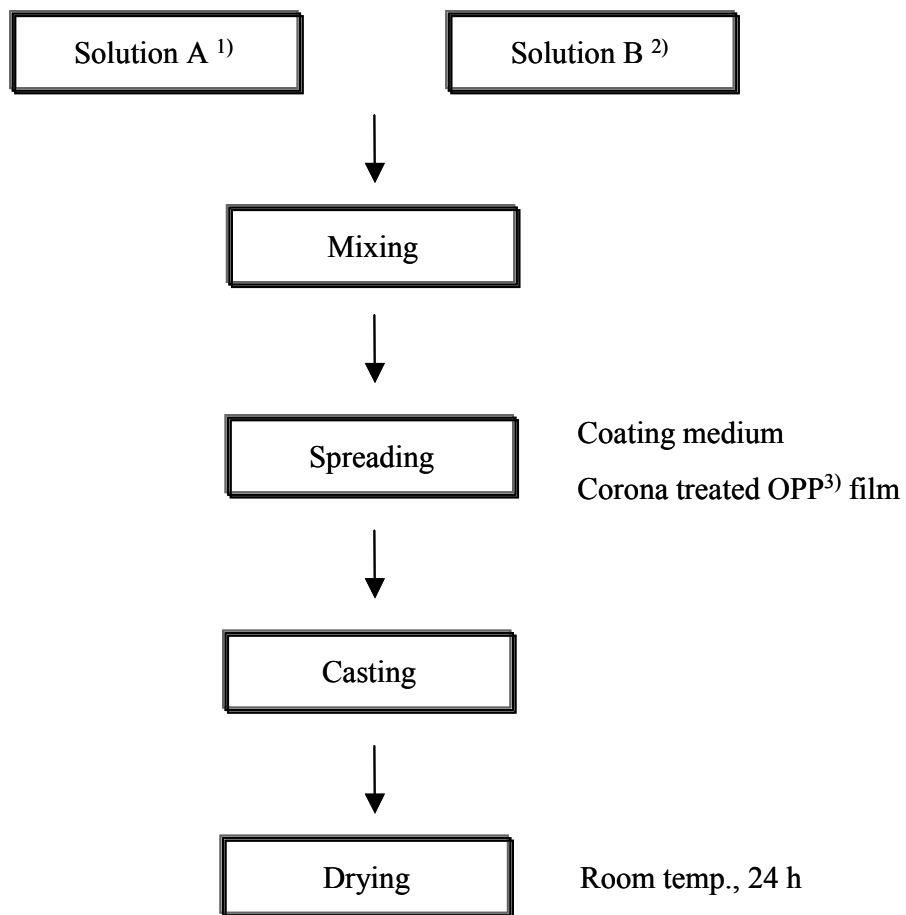 Solution A 1)
Solution B 2)
Mixing
Spreading
Coating medium
Corona treated OPP3) film
Casting
Drying
Room temp., 24 h